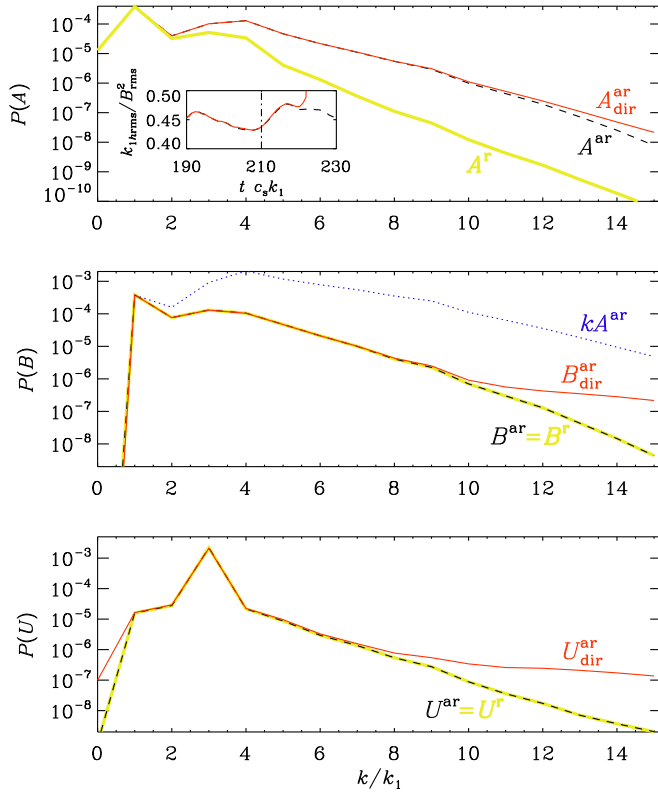 P(A)
10⁻⁴
10⁻⁵
10⁻⁶
10⁻⁷
10⁻⁸
10⁻⁹
10⁻¹⁰
k₁hrms/B²rms
0.50
0.45
0.40
190 210 230
t cₛk₁
A^ar_dir
A^ar
A^r
0 2 4 6 8 10 12 14
P(B)
10⁻³
10⁻⁴
10⁻⁵
10⁻⁶
10⁻⁷
10⁻⁸
kA^ar
B^ar_dir
B^ar=B^r
0 2 4 6 8 10 12 14
P(U)
10⁻³
10⁻⁴
10⁻⁵
10⁻⁶
10⁻⁷
10⁻⁸
U^ar_dir
U^ar=U^r
0 2 4 6 8 10 12 14
k/k₁